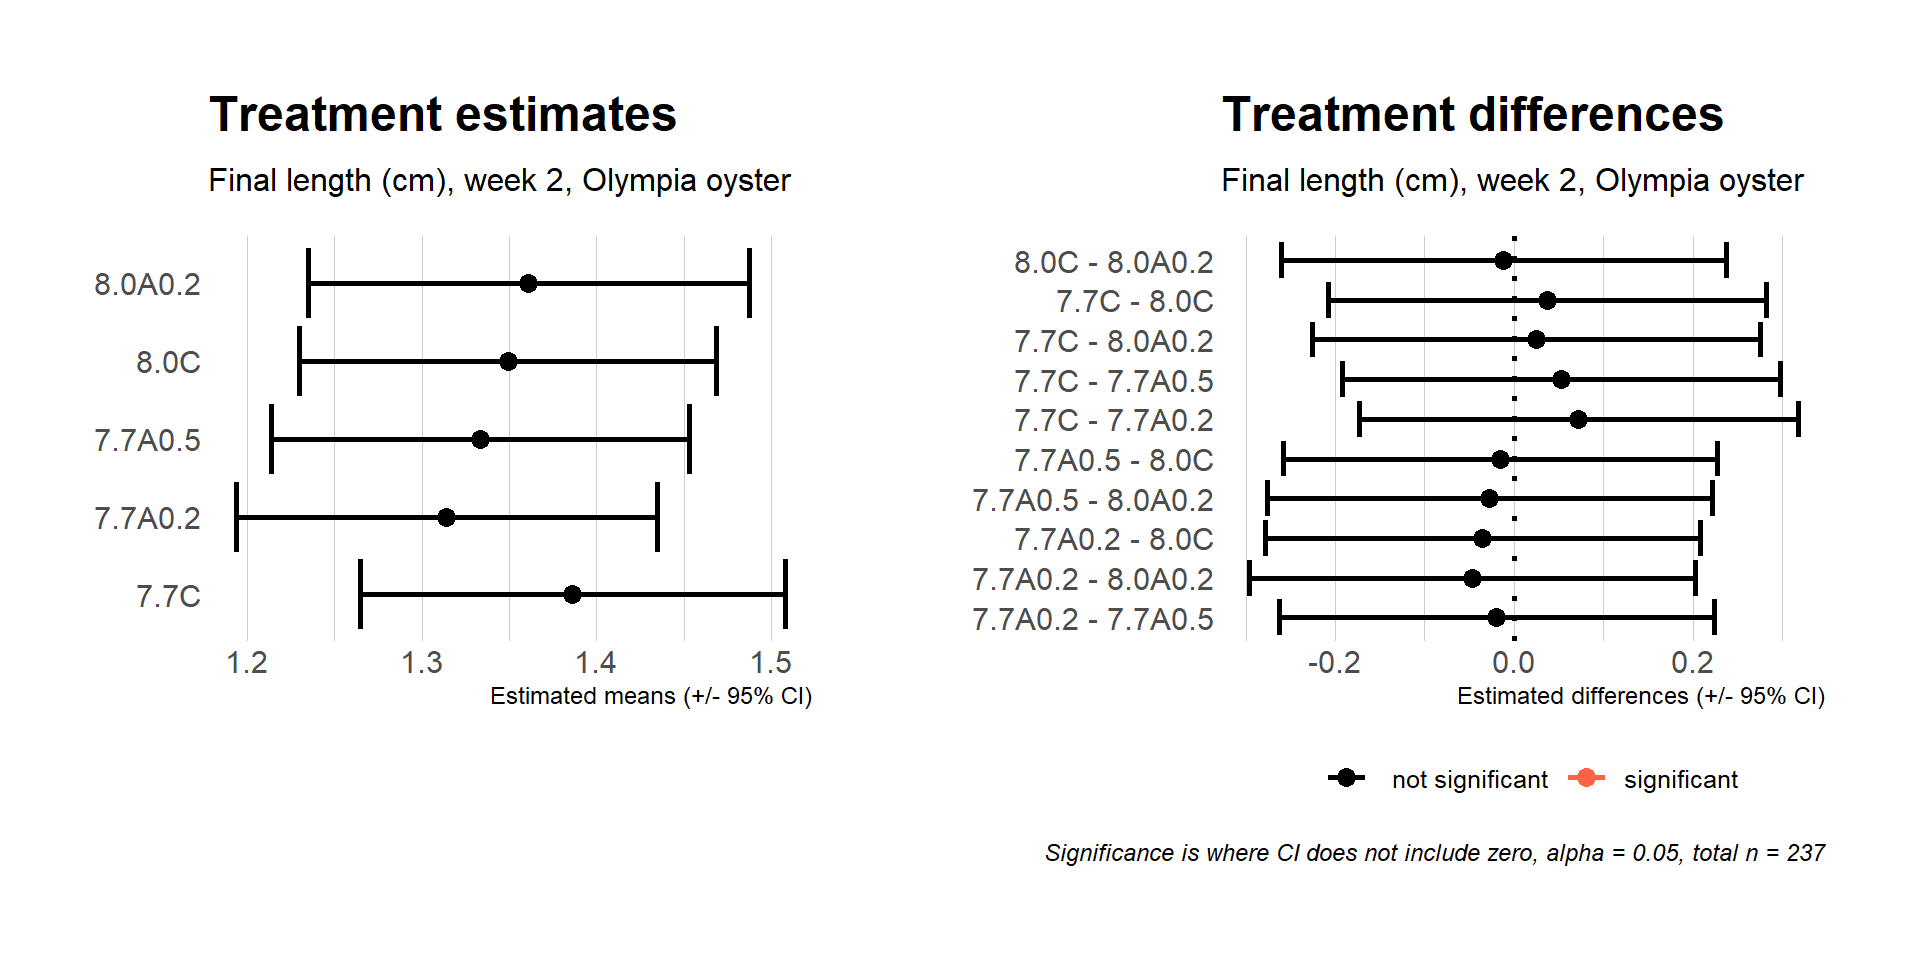 Treatment estimates
Final length (cm), week 2, Olympia oyster
8.0A0.2
8.0C
7.7A0.5
7.7A0.2
7.7C
1.2 1.3 1.4 1.5
Estimated means (+/- 95% CI)
Treatment differences
Final length (cm), week 2, Olympia oyster
8.0C - 8.0A0.2
7.7C - 8.0C
7.7C - 8.0A0.2
7.7C - 7.7A0.5
7.7C - 7.7A0.2
7.7A0.5 - 8.0C
7.7A0.5 - 8.0A0.2
7.7A0.2 - 8.0C
7.7A0.2 - 8.0A0.2
7.7A0.2 - 7.7A0.5
-0.2 0.0 0.2
Estimated differences (+/- 95% CI)
not significant significant
Significance is where CI does not include zero, alpha = 0.05, total n = 237